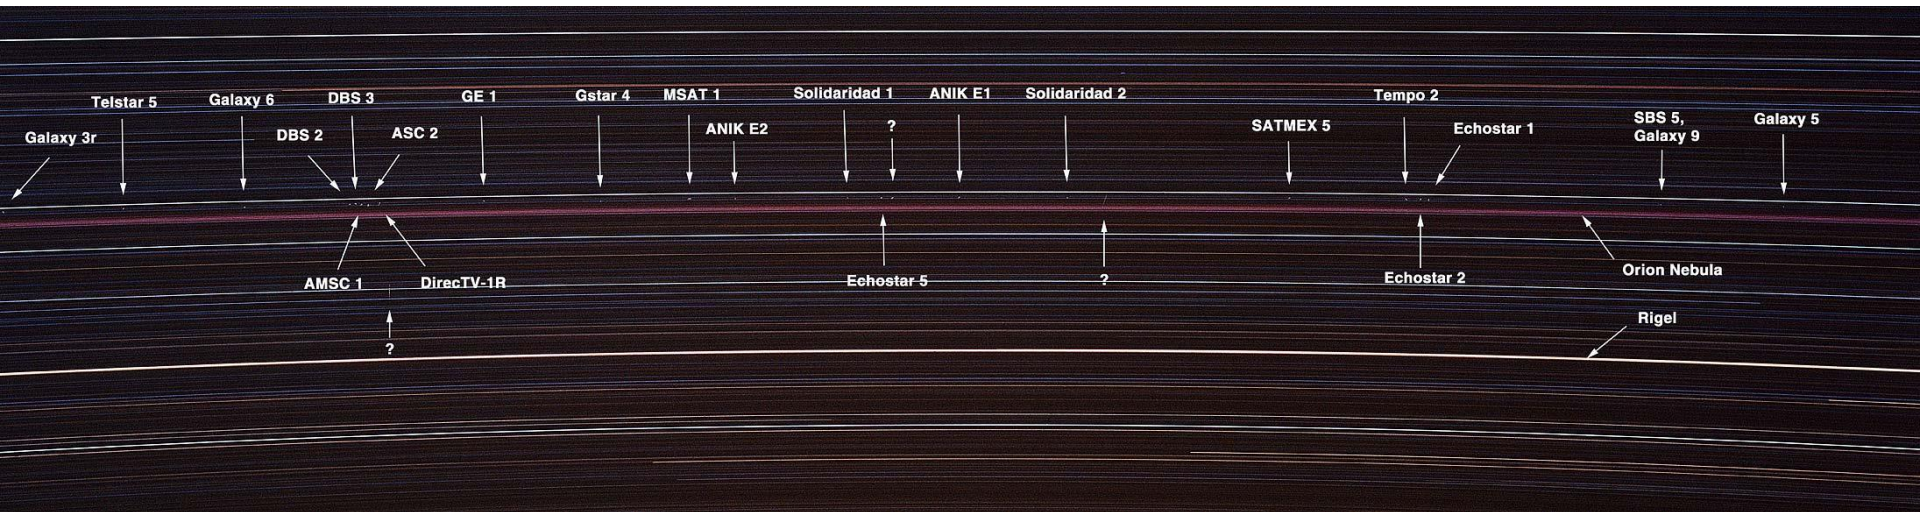 Telstar 5
Galaxy 6
DBS 3
GE 1
Gstar 4
MSAT 1
Solidaridad 1
ANIK E1
Solidaridad 2
Tempo 2
Galaxy 3r
DBS 2
ASC 2
ANIK E2
?
SATMEX 5
Echostar 1
SBS 5,
Galaxy 9
Galaxy 5
AMSC 1
DirecTV-1R
Echostar 5
?
Echostar 2
Orion Nebula
?
Rigel